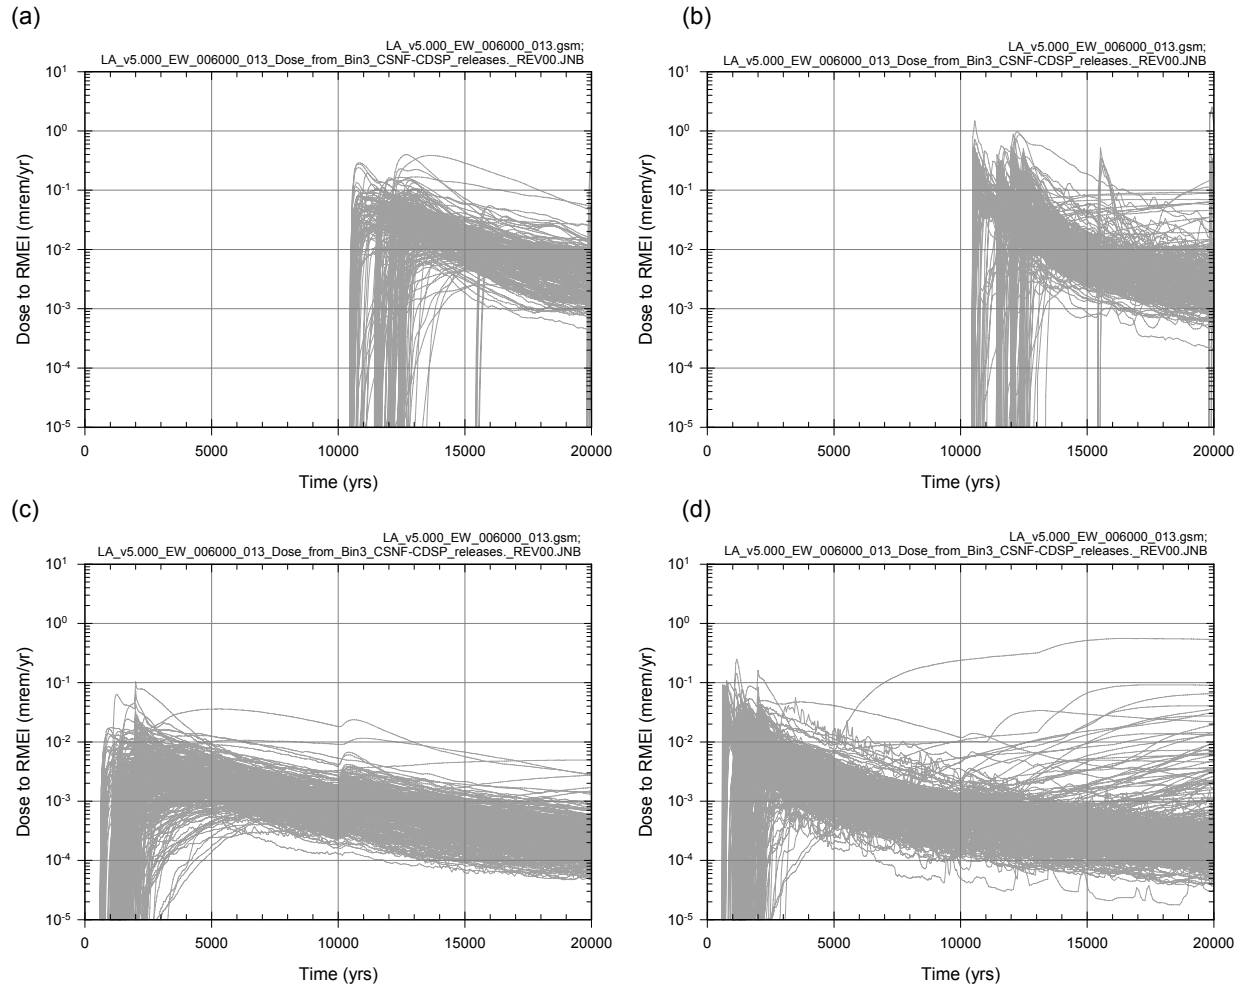 (a)
LA_v5.000_EW_006000_013.gsm;
LA_v5.000_EW_006000_013_Dose_from_Bin3_CSNF-CDSP_releases._REV00.JNB
Dose to RMEI (mrem/yr)
10¹
10⁰
10⁻¹
10⁻²
10⁻³
10⁻⁴
10⁻⁵
0 5000 10000 15000 20000
Time (yrs)
(b)
LA_v5.000_EW_006000_013.gsm;
LA_v5.000_EW_006000_013_Dose_from_Bin3_CSNF-CDSP_releases._REV00.JNB
Dose to RMEI (mrem/yr)
10¹
10⁰
10⁻¹
10⁻²
10⁻³
10⁻⁴
10⁻⁵
0 5000 10000 15000 20000
Time (yrs)
(c)
LA_v5.000_EW_006000_013.gsm;
LA_v5.000_EW_006000_013_Dose_from_Bin3_CSNF-CDSP_releases._REV00.JNB
Dose to RMEI (mrem/yr)
10¹
10⁰
10⁻¹
10⁻²
10⁻³
10⁻⁴
10⁻⁵
0 5000 10000 15000 20000
Time (yrs)
(d)
LA_v5.000_EW_006000_013.gsm;
LA_v5.000_EW_006000_013_Dose_from_Bin3_CSNF-CDSP_releases._REV00.JNB
Dose to RMEI (mrem/yr)
10¹
10⁰
10⁻¹
10⁻²
10⁻³
10⁻⁴
10⁻⁵
0 5000 10000 15000 20000
Time (yrs)